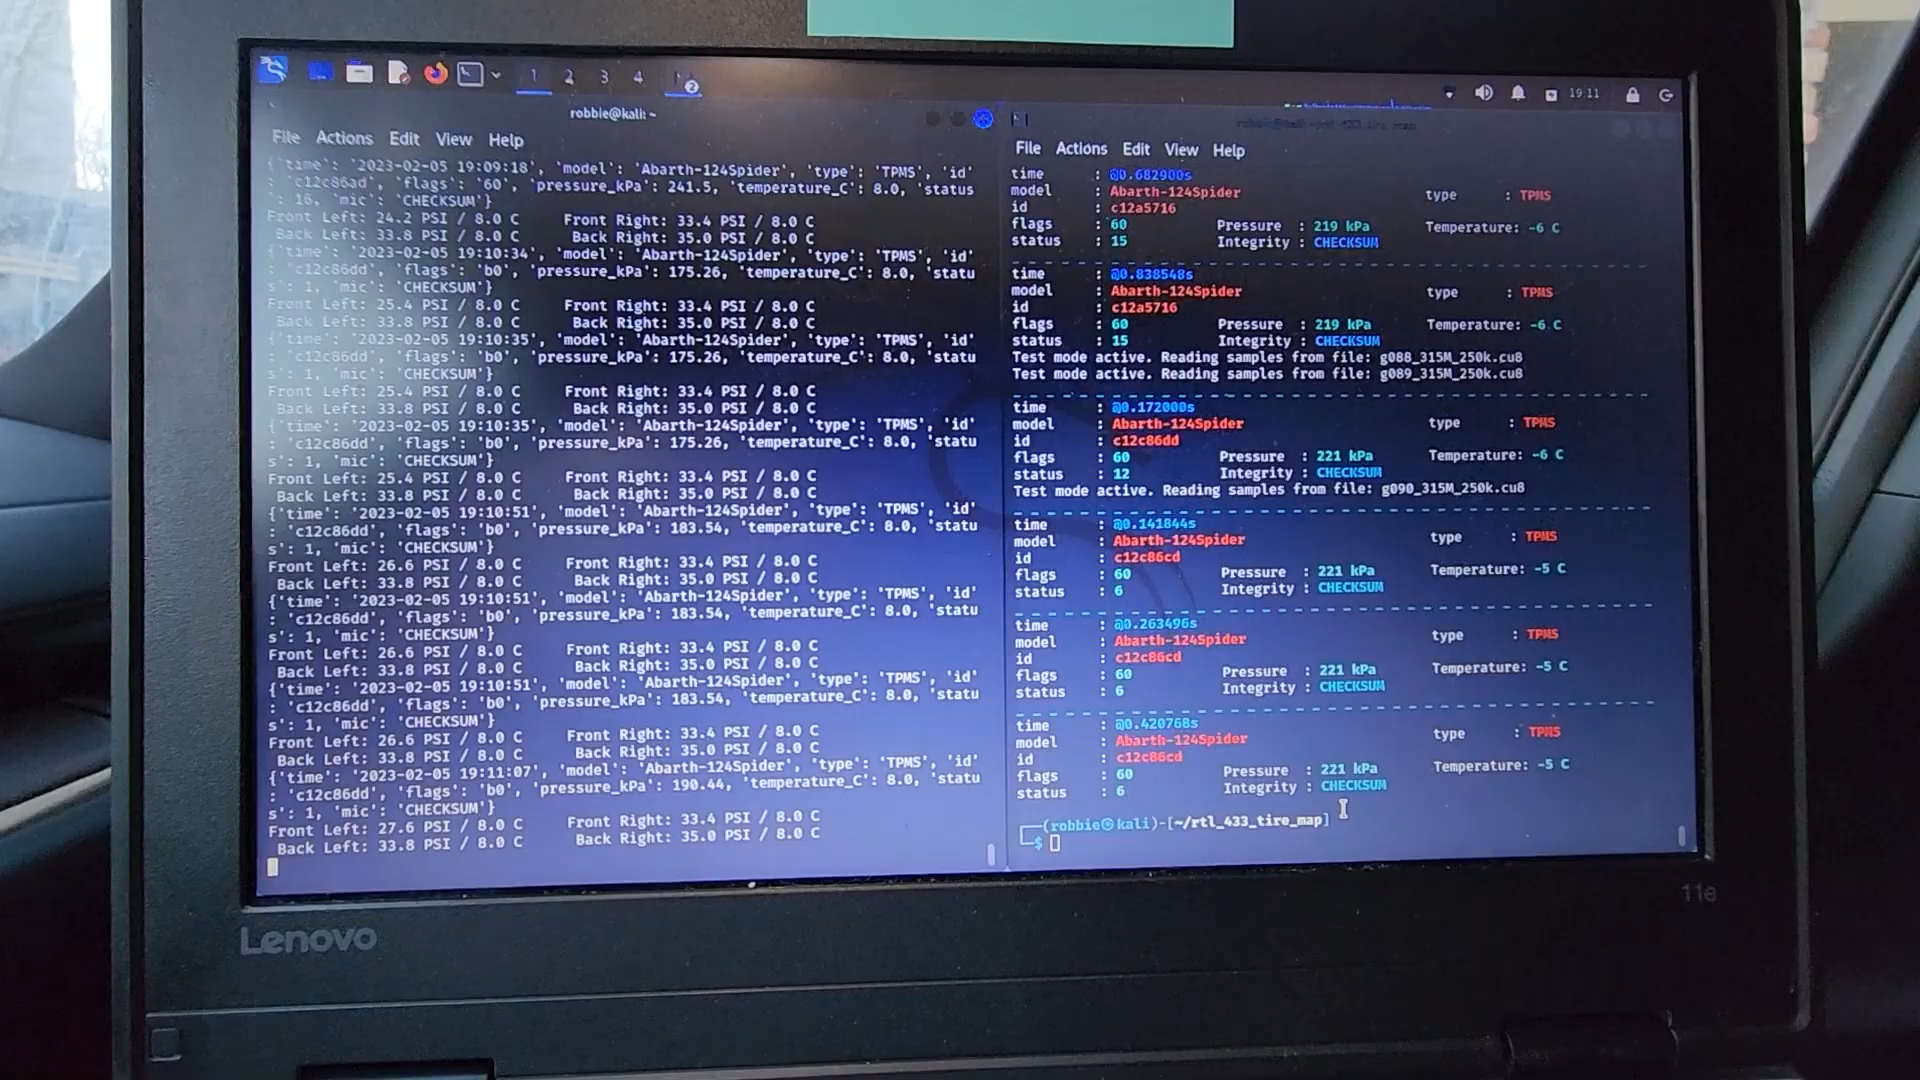 1 2 3 4 2
19:11
robbie@kali: ~
File Actions Edit View Help
{'time': '2023-02-05 19:09:18', 'model': 'Abarth-124Spider', 'type': 'TPMS', 'id'
: 'c12c86ad', 'flags': '60', 'pressure_kPa': 241.5, 'temperature_C': 8.0, 'status
': 16, 'mic': 'CHECKSUM'}
Front Left: 24.2 PSI / 8.0 C Front Right: 33.4 PSI / 8.0 C
Back Left: 33.8 PSI / 8.0 C Back Right: 35.0 PSI / 8.0 C
{'time': '2023-02-05 19:10:34', 'model': 'Abarth-124Spider', 'type': 'TPMS', 'id'
: 'c12c86dd', 'flags': 'b0', 'pressure_kPa': 175.26, 'temperature_C': 8.0, 'statu
s': 1, 'mic': 'CHECKSUM'}
Front Left: 25.4 PSI / 8.0 C Front Right: 33.4 PSI / 8.0 C
Back Left: 33.8 PSI / 8.0 C Back Right: 35.0 PSI / 8.0 C
{'time': '2023-02-05 19:10:35', 'model': 'Abarth-124Spider', 'type': 'TPMS', 'id'
: 'c12c86dd', 'flags': 'b0', 'pressure_kPa': 175.26, 'temperature_C': 8.0, 'statu
s': 1, 'mic': 'CHECKSUM'}
Front Left: 25.4 PSI / 8.0 C Front Right: 33.4 PSI / 8.0 C
Back Left: 33.8 PSI / 8.0 C Back Right: 35.0 PSI / 8.0 C
{'time': '2023-02-05 19:10:35', 'model': 'Abarth-124Spider', 'type': 'TPMS', 'id'
: 'c12c86dd', 'flags': 'b0', 'pressure_kPa': 175.26, 'temperature_C': 8.0, 'statu
s': 1, 'mic': 'CHECKSUM'}
Front Left: 25.4 PSI / 8.0 C Front Right: 33.4 PSI / 8.0 C
Back Left: 33.8 PSI / 8.0 C Back Right: 35.0 PSI / 8.0 C
{'time': '2023-02-05 19:10:51', 'model': 'Abarth-124Spider', 'type': 'TPMS', 'id'
: 'c12c86dd', 'flags': 'b0', 'pressure_kPa': 183.54, 'temperature_C': 8.0, 'statu
s': 1, 'mic': 'CHECKSUM'}
Front Left: 26.6 PSI / 8.0 C Front Right: 33.4 PSI / 8.0 C
Back Left: 33.8 PSI / 8.0 C Back Right: 35.0 PSI / 8.0 C
{'time': '2023-02-05 19:10:51', 'model': 'Abarth-124Spider', 'type': 'TPMS', 'id'
: 'c12c86dd', 'flags': 'b0', 'pressure_kPa': 183.54, 'temperature_C': 8.0, 'statu
s': 1, 'mic': 'CHECKSUM'}
Front Left: 26.6 PSI / 8.0 C Front Right: 33.4 PSI / 8.0 C
Back Left: 33.8 PSI / 8.0 C Back Right: 35.0 PSI / 8.0 C
{'time': '2023-02-05 19:10:51', 'model': 'Abarth-124Spider', 'type': 'TPMS', 'id'
: 'c12c86dd', 'flags': 'b0', 'pressure_kPa': 183.54, 'temperature_C': 8.0, 'statu
s': 1, 'mic': 'CHECKSUM'}
Front Left: 26.6 PSI / 8.0 C Front Right: 33.4 PSI / 8.0 C
Back Left: 33.8 PSI / 8.0 C Back Right: 35.0 PSI / 8.0 C
{'time': '2023-02-05 19:11:07', 'model': 'Abarth-124Spider', 'type': 'TPMS', 'id'
: 'c12c86dd', 'flags': 'b0', 'pressure_kPa': 190.44, 'temperature_C': 8.0, 'statu
s': 1, 'mic': 'CHECKSUM'}
Front Left: 27.6 PSI / 8.0 C Front Right: 33.4 PSI / 8.0 C
Back Left: 33.8 PSI / 8.0 C Back Right: 35.0 PSI / 8.0 C
File Actions Edit View Help
time : @0.682900s
model : Abarth-124Spider type : TPMS
id : c12a5716
flags : 60 Pressure : 219 kPa Temperature: -6 C
status : 15 Integrity : CHECKSUM
time : @0.838548s
model : Abarth-124Spider type : TPMS
id : c12a5716
flags : 60 Pressure : 219 kPa Temperature: -6 C
status : 15 Integrity : CHECKSUM
Test mode active. Reading samples from file: g088_315M_250k.cu8
Test mode active. Reading samples from file: g089_315M_250k.cu8
time : @0.172000s
model : Abarth-124Spider type : TPMS
id : c12c86dd
flags : 60 Pressure : 221 kPa Temperature: -6 C
status : 12 Integrity : CHECKSUM
Test mode active. Reading samples from file: g090_315M_250k.cu8
time : @0.141844s
model : Abarth-124Spider type : TPMS
id : c12c86cd
flags : 60 Pressure : 221 kPa Temperature: -5 C
status : 6 Integrity : CHECKSUM
time : @0.263496s
model : Abarth-124Spider type : TPMS
id : c12c86cd
flags : 60 Pressure : 221 kPa Temperature: -5 C
status : 6 Integrity : CHECKSUM
time : @0.420768s
model : Abarth-124Spider type : TPMS
id : c12c86cd
flags : 60 Pressure : 221 kPa Temperature: -5 C
status : 6 Integrity : CHECKSUM
(robbie㉿kali)-[~/rtl_433_tire_map]
$
11e
Lenovo